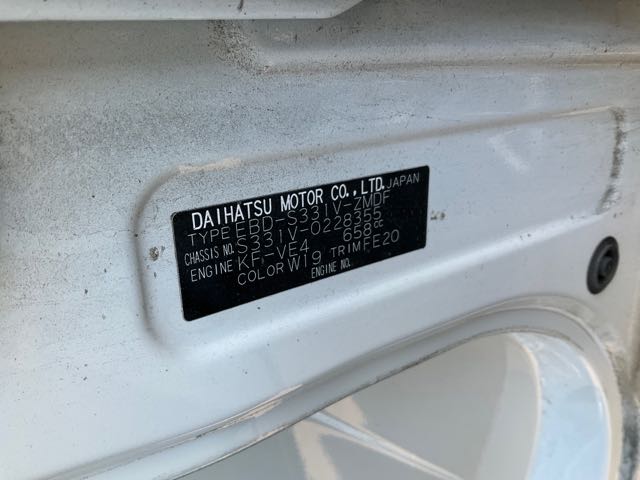 DAIHATSU MOTOR CO.,LTD. JAPAN
TYPE EBD-S331V-ZMDF
CHASSIS NO. S331V-0228355
ENGINE KF-VE4 658cc
COLOR W19 TRIM FE20
ENGINE NO.